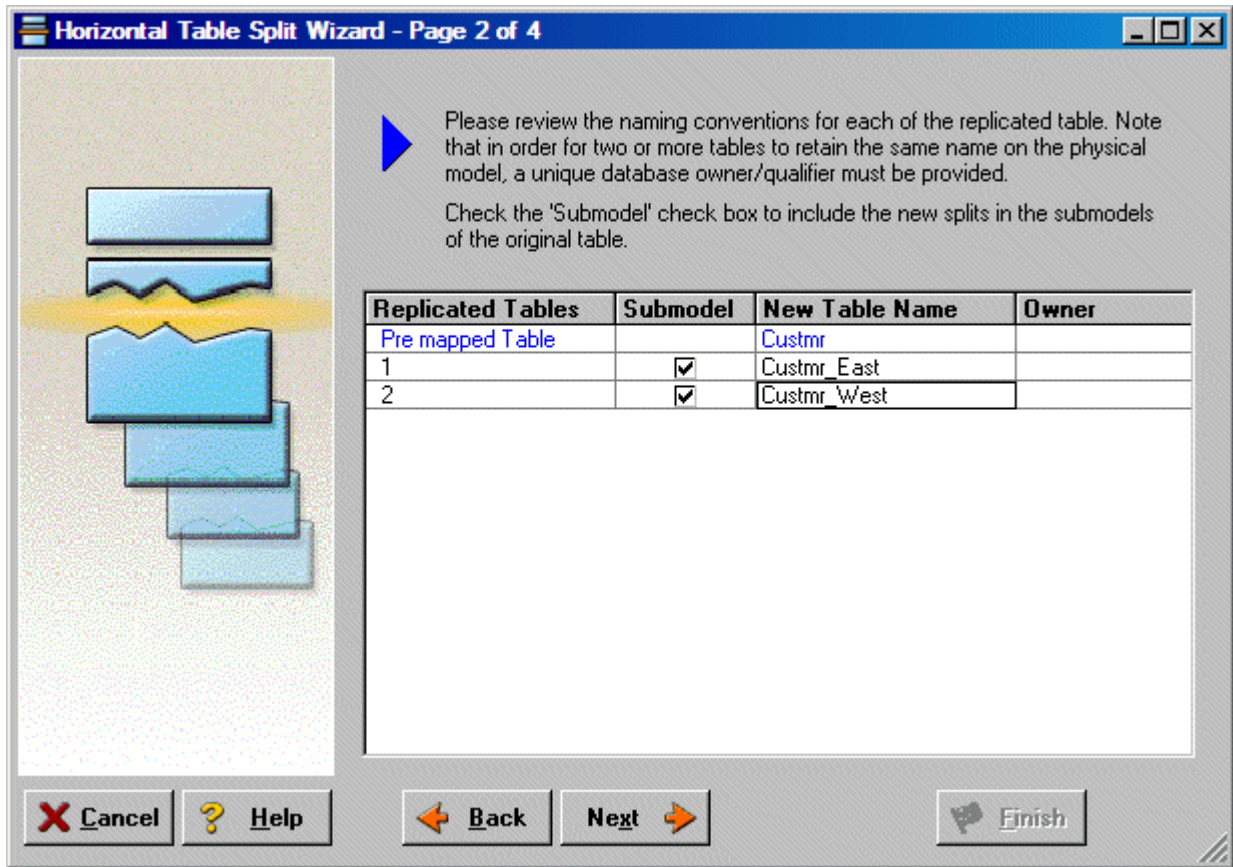 Horizontal Table Split Wizard - Page 2 of 4
Please review the naming conventions for each of the replicated table. Note
that in order for two or more tables to retain the same name on the physical
model, a unique database owner/qualifier must be provided.
Check the 'Submodel' check box to include the new splits in the submodels
of the original table.
Replicated Tables Submodel New Table Name Owner
Pre mapped Table Custmr
1 Custmr_East
2 Custmr_West
Cancel ? Help Back Next Finish